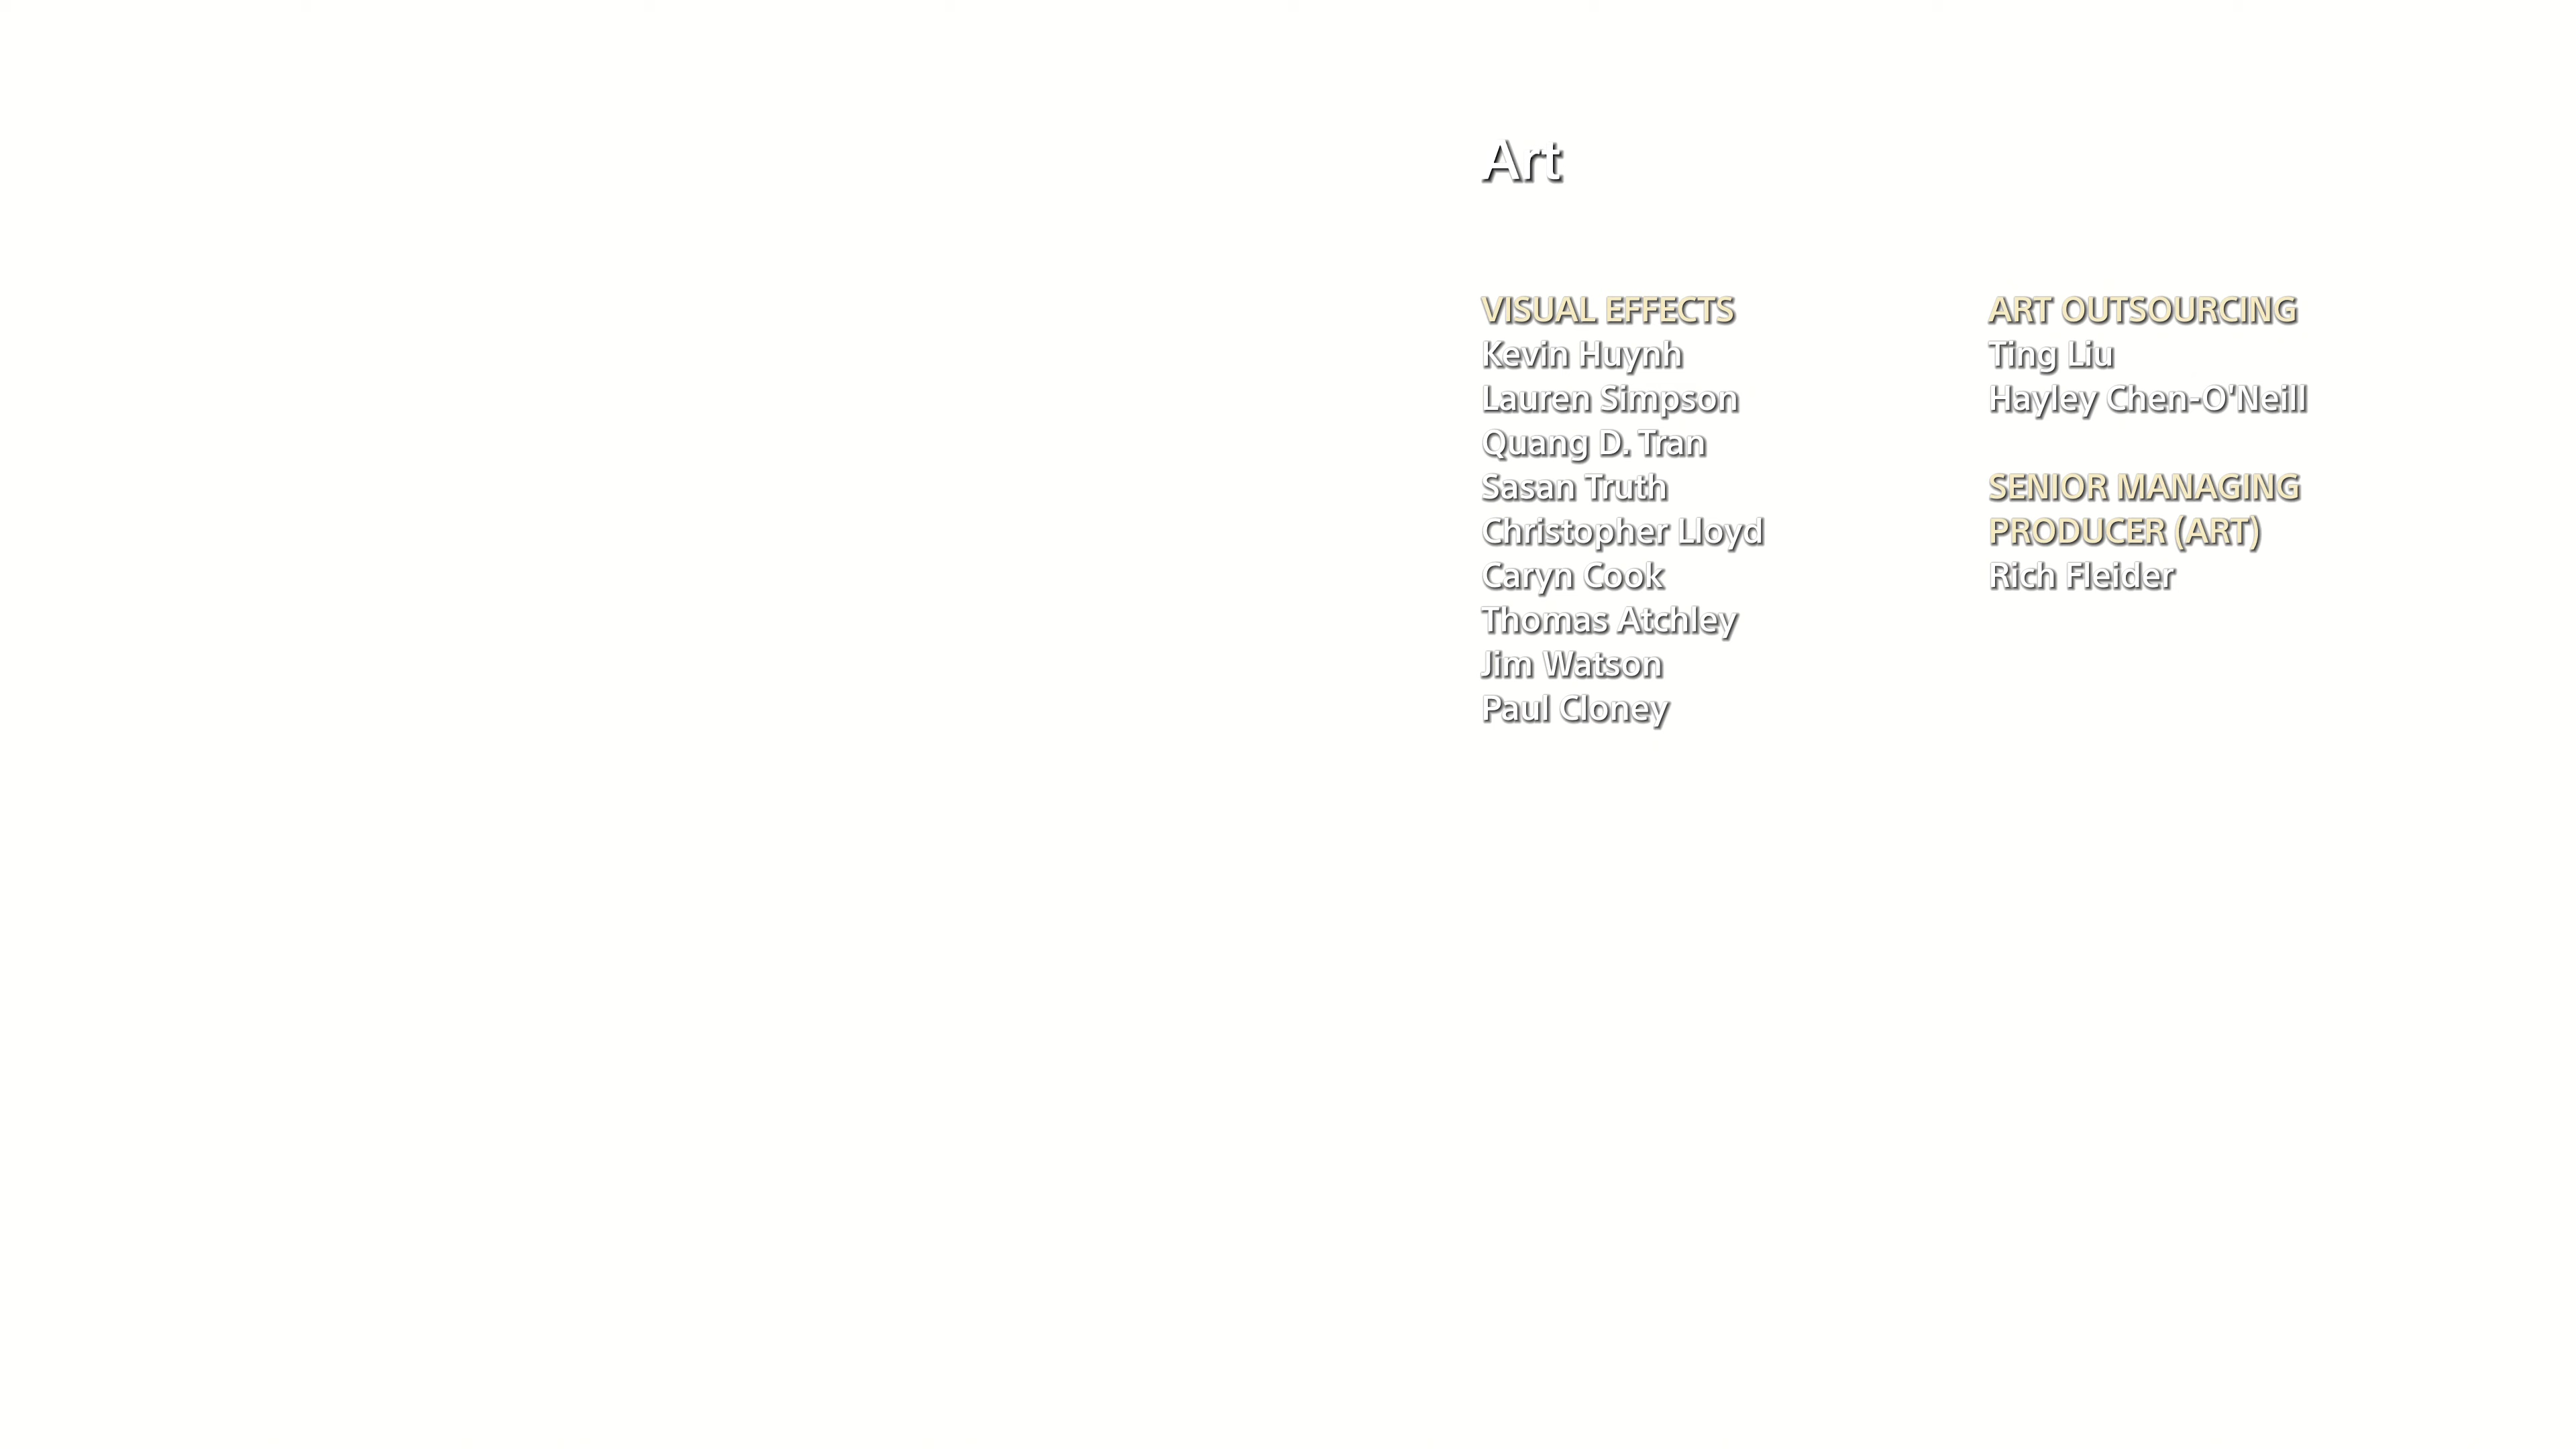 Art
VISUAL EFFECTS
Kevin Huynh
Lauren Simpson
Quang D. Tran
Sasan Truth
Christopher Lloyd
Caryn Cook
Thomas Atchley
Jim Watson
Paul Cloney
ART OUTSOURCING
Ting Liu
Hayley Chen-O'Neill
SENIOR MANAGING
PRODUCER (ART)
Rich Fleider